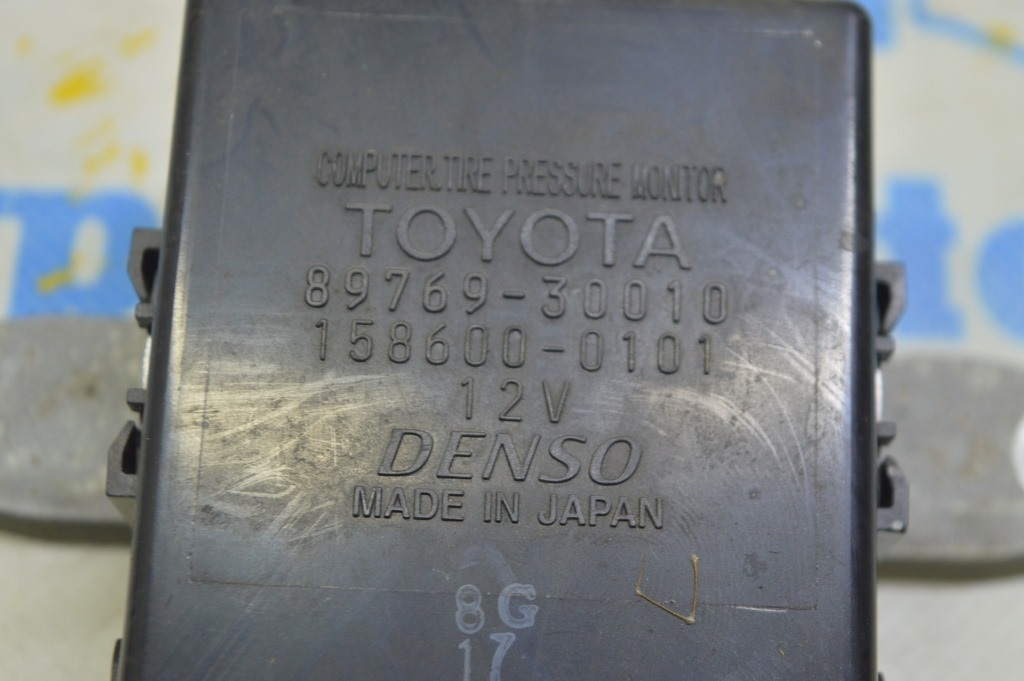 COMPUTER.TIRE PRESSURE MONITOR
TOYOTA
89769-30010
158600-0101
12V
DENSO
MADE IN JAPAN
8G
17